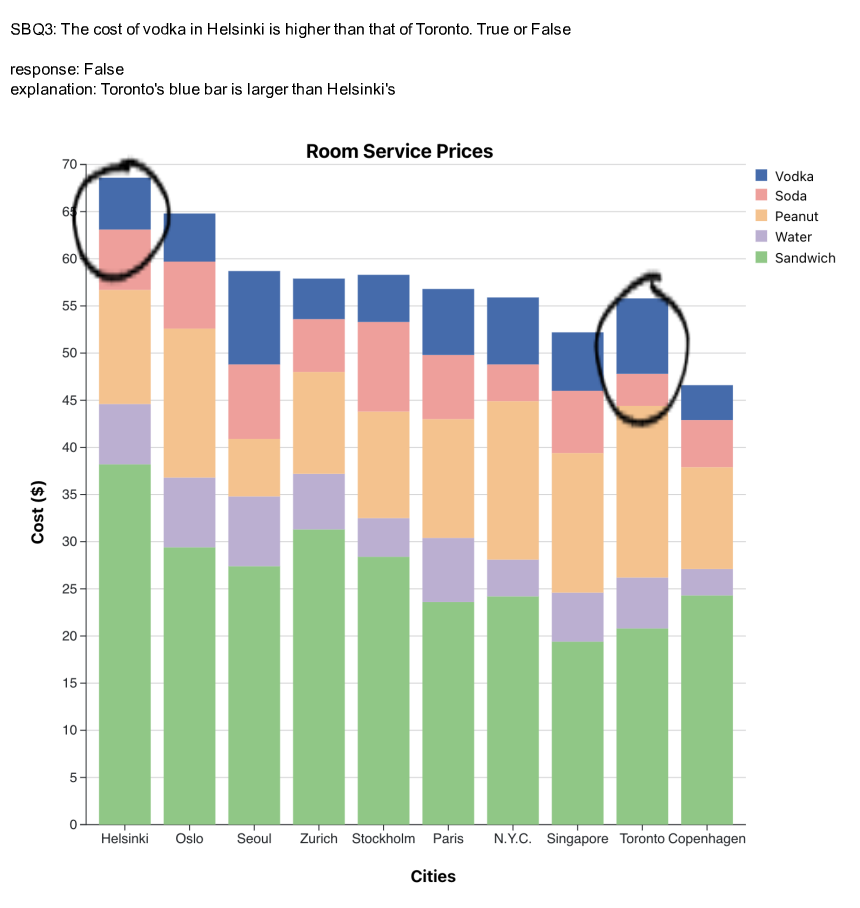 SBQ3: The cost of vodka in Helsinki is higher than that of Toronto. True or False
response: False
explanation: Toronto's blue bar is larger than Helsinki's
Room Service Prices
70
65
60
55
50
45
40
35
30
25
20
15
10
5
0
Cost ($)
Helsinki Oslo Seoul Zurich Stockholm Paris N.Y.C. Singapore Toronto Copenhagen
Cities
Vodka
Soda
Peanut
Water
Sandwich